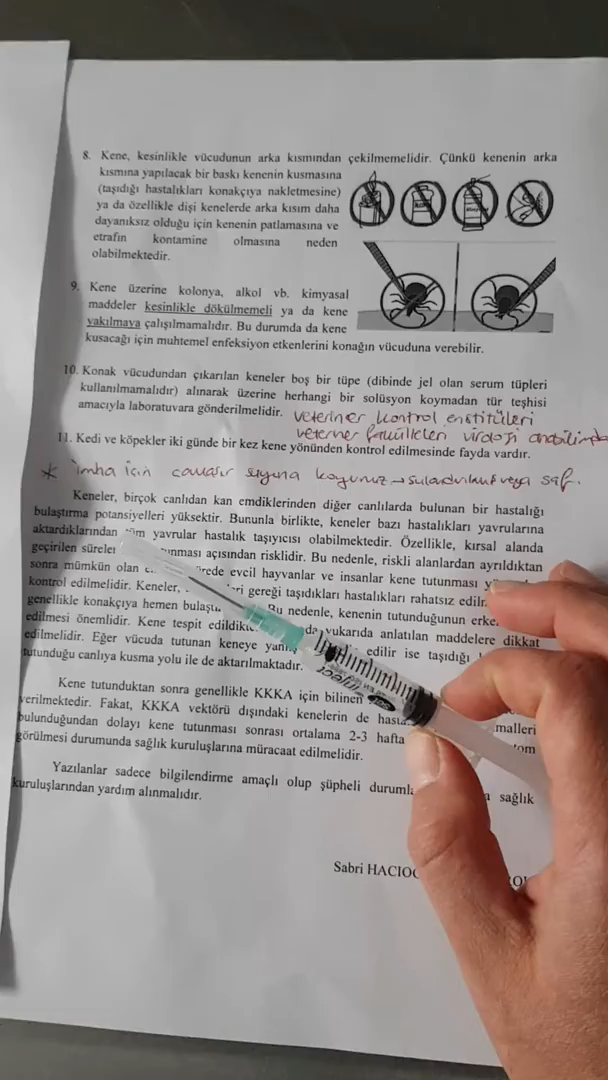 8. Kene, kesinlikle vücudunun arka kısmından çekilmemelidir. Çünkü kenenin arka
kısmına yapılacak bir baskı kenenin kusmasına
(taşıdığı hastalıkları konakçıya nakletmesine)
ya da özellikle dişi kenelerde arka kısım daha
dayanıksız olduğu için kenenin patlamasına ve
etrafın kontamine olmasına neden
olabilmektedir.
9. Kene üzerine kolonya, alkol vb. kimyasal
maddeler kesinlikle dökülmemeli ya da kene
yakılmaya çalışılmamalıdır. Bu durumda da kene
kusacağı için muhtemel enfeksiyon etkenlerini konağın vücuduna verebilir.
10. Konak vücudundan çıkarılan keneler boş bir tüpe (dibinde jel olan serum tüpleri
kullanılmamalıdır) alınarak üzerine herhangi bir solüsyon koymadan tür teşhisi
amacıyla laboratuvara gönderilmelidir. veteriner kontrol enstitüleri
veteriner fakülteleri viroloji anabilimda
11. Kedi ve köpekler iki günde bir kez kene yönünden kontrol edilmesinde fayda vardır.
* imha için çamaşır suyuna koyunuz → sulandırılmış veya saf.
Keneler, birçok canlıdan kan emdiklerinden diğer canlılarda bulunan bir hastalığı
bulaştırma potansiyelleri yüksektir. Bununla birlikte, keneler bazı hastalıkları yavrularına
aktardıklarından tüm yavrular hastalık taşıyıcısı olabilmektedir. Özellikle, kırsal alanda
geçirilen süreler açısından risklidir. Bu nedenle, riskli alanlardan ayrıldıktan
sonra mümkün olan evcil hayvanlar ve insanlar kene tutunması
kontrol edilmelidir. Keneler, gereği taşıdıkları hastalıkları rahatsız
genellikle konakçıya hemen Bu nedenle, kenenin tutunduğunun
edilmesi önemlidir. Kene tespit yukarıda anlatılan maddelere dikkat
edilmelidir. Eğer vücuda tutunan keneye edilir ise taşıdığı
tutunduğu canlıya kusma yolu ile de aktarılmaktadır.
Kene tutunduktan sonra genellikle KKKA için bilinen
verilmektedir. Fakat, KKKA vektörü dışındaki kenelerin de
bulunduğundan dolayı kene tutunması sonrası ortalama 2-3 hafta
görülmesi durumunda sağlık kuruluşlarına müracaat edilmelidir.
Yazılanlar sadece bilgilendirme amaçlı olup şüpheli sağlık
kuruluşlarından yardım alınmalıdır.
Sabri